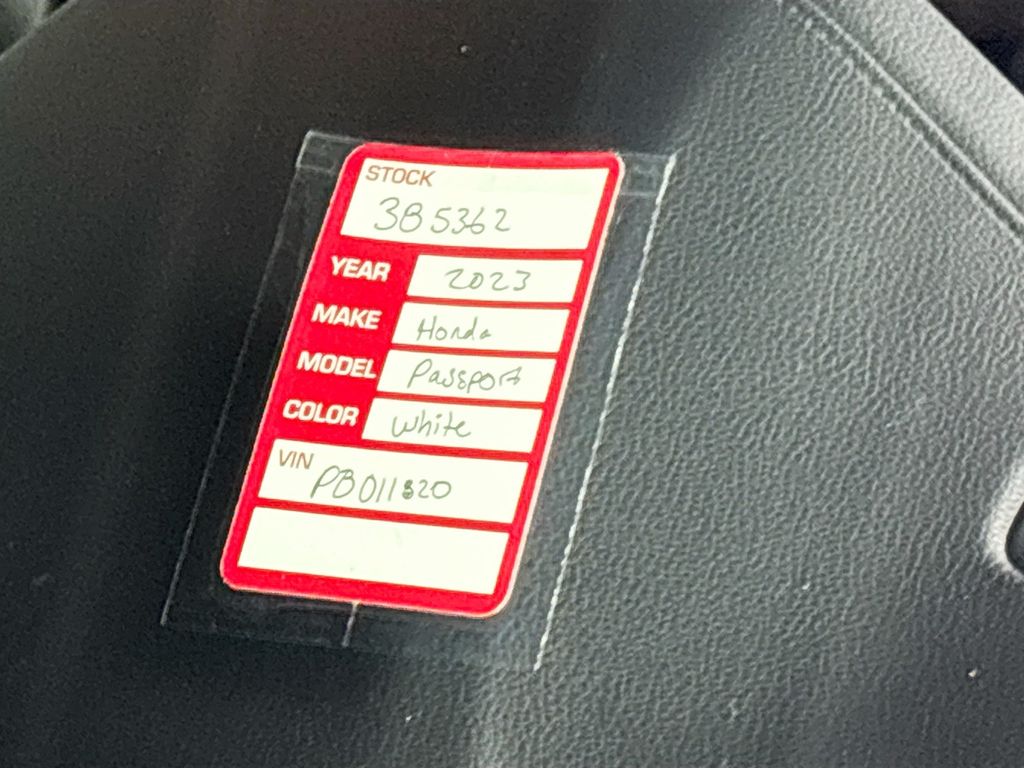 STOCK
3B5362
YEAR 2023
MAKE Honda
MODEL Passport
COLOR White
VIN
PB011820